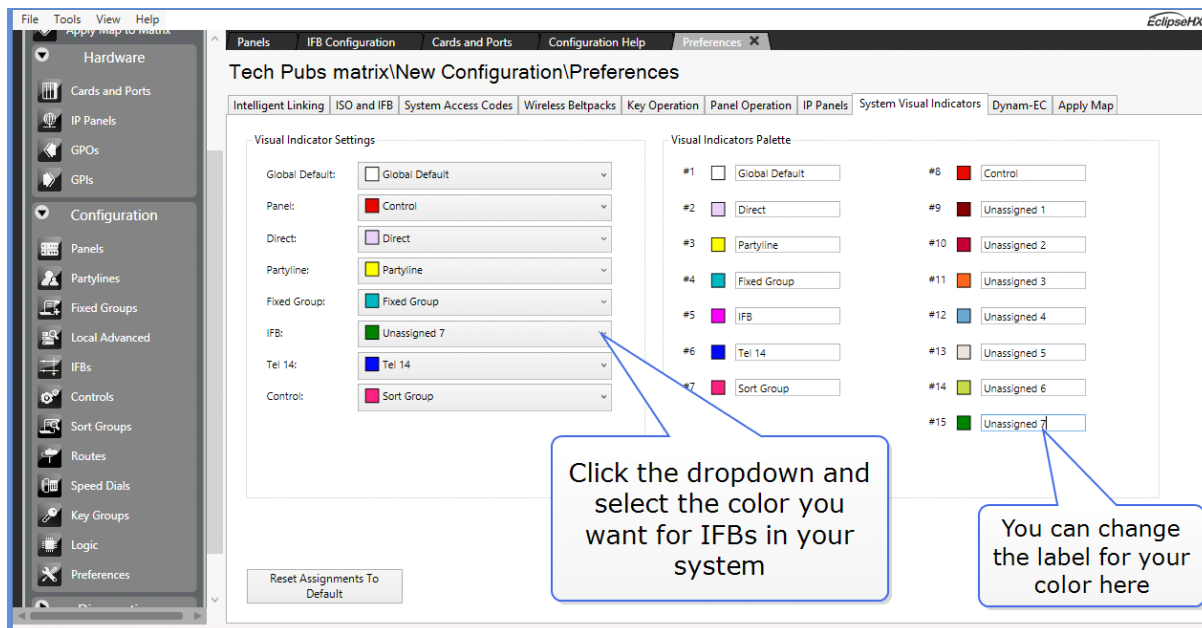 File Tools View Help
EclipseHX
Apply Map to Matrix
Hardware
Cards and Ports
IP Panels
GPOs
GPIs
Configuration
Panels
Partylines
Fixed Groups
Local Advanced
IFBs
Controls
Sort Groups
Routes
Speed Dials
Key Groups
Logic
Preferences
Panels IFB Configuration Cards and Ports Configuration Help Preferences X
Tech Pubs matrix\New Configuration\Preferences
Intelligent Linking ISO and IFB System Access Codes Wireless Beltpacks Key Operation Panel Operation IP Panels System Visual Indicators Dynam-EC Apply Map
Visual Indicator Settings
Global Default: Global Default
Panel: Control
Direct: Direct
Partyline: Partyline
Fixed Group: Fixed Group
IFB: Unassigned 7
Tel 14: Tel 14
Control: Sort Group
Visual Indicators Palette
#1 Global Default
#2 Direct
#3 Partyline
#4 Fixed Group
#5 IFB
#6 Tel 14
#7 Sort Group
#8 Control
#9 Unassigned 1
#10 Unassigned 2
#11 Unassigned 3
#12 Unassigned 4
#13 Unassigned 5
#14 Unassigned 6
#15 Unassigned 7
Click the dropdown and
select the color you
want for IFBs in your
system
You can change
the label for your
color here
Reset Assignments To
Default